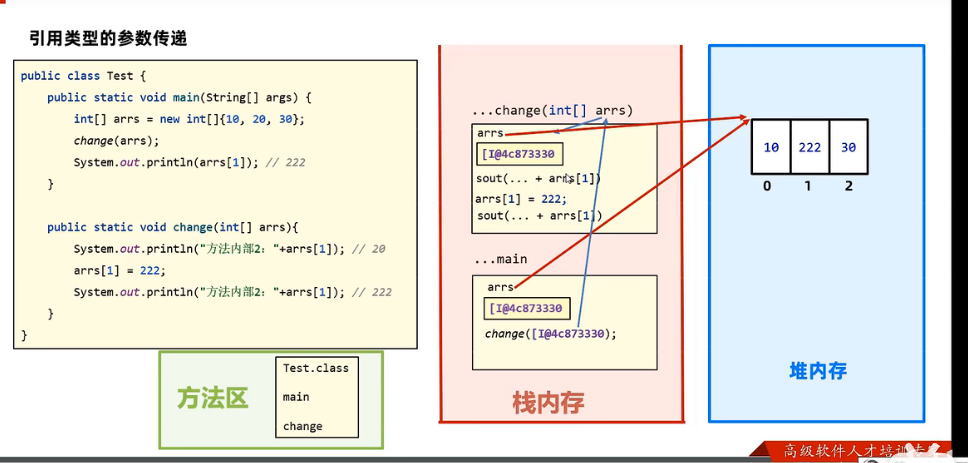 引用类型的参数传递
public class Test {
public static void main(String[] args) {
int[] arrs = new int[]{10, 20, 30};
change(arrs);
System.out.println(arrs[1]); // 222
}
public static void change(int[] arrs){
System.out.println("方法内部2: "+arrs[1]); // 20
arrs[1] = 222;
System.out.println("方法内部2: "+arrs[1]); // 222
}
}
方法区
Test.class
main
change
...change(int[] arrs)
arrs
[I@4c873330
sout(... + arrs[1])
arrs[1] = 222;
sout(... + arrs[1])
...main
arrs
[I@4c873330
change([I@4c873330);
栈内存
10 222 30
0 1 2
堆内存
高级软件人才培训专